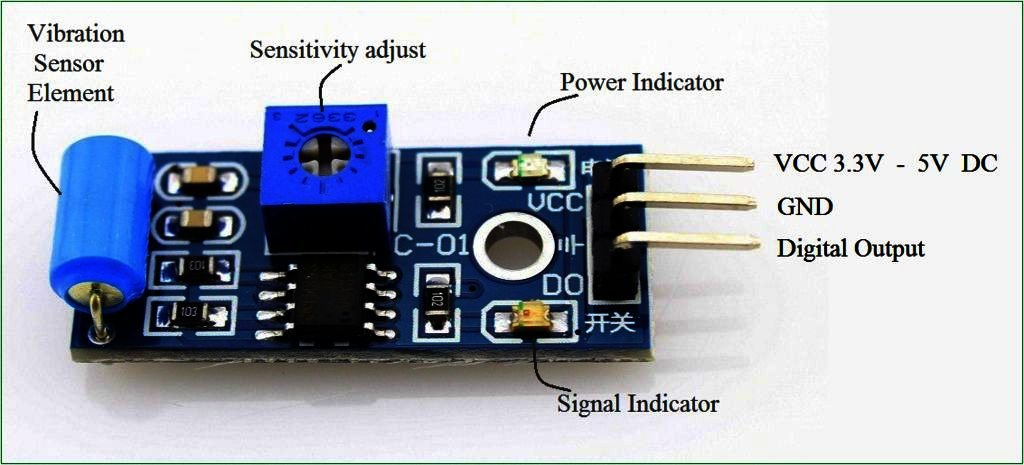 Vibration
Sensor
Element
Sensitivity adjust
Power Indicator
VCC 3.3V - 5V DC
GND
Digital Output
Signal Indicator
3362
VCC
C-01
DO
开关
102
102
103
103